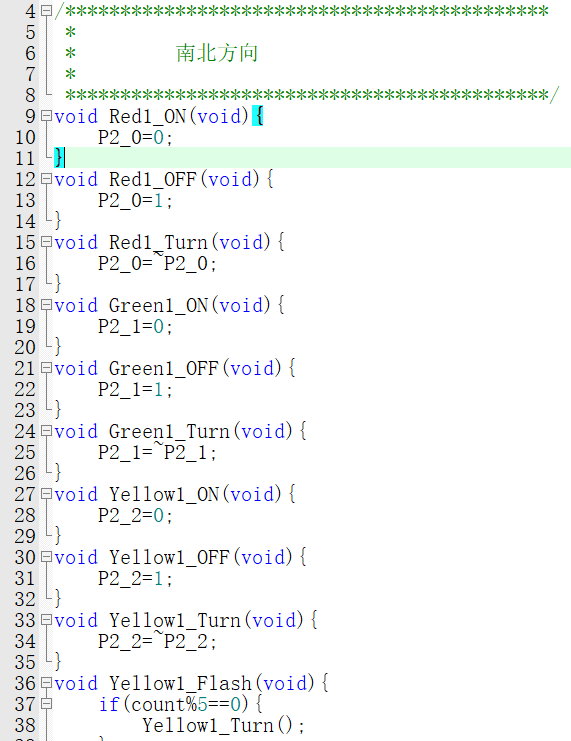 4 /********************************************
5 *
6 * 南北方向
7 *
8 ********************************************/
9 void Red1_ON(void){
10 P2_0=0;
11 }
12 void Red1_OFF(void){
13 P2_0=1;
14 }
15 void Red1_Turn(void){
16 P2_0=~P2_0;
17 }
18 void Green1_ON(void){
19 P2_1=0;
20 }
21 void Green1_OFF(void){
22 P2_1=1;
23 }
24 void Green1_Turn(void){
25 P2_1=~P2_1;
26 }
27 void Yellow1_ON(void){
28 P2_2=0;
29 }
30 void Yellow1_OFF(void){
31 P2_2=1;
32 }
33 void Yellow1_Turn(void){
34 P2_2=~P2_2;
35 }
36 void Yellow1_Flash(void){
37 if(count%5==0){
38 Yellow1_Turn();